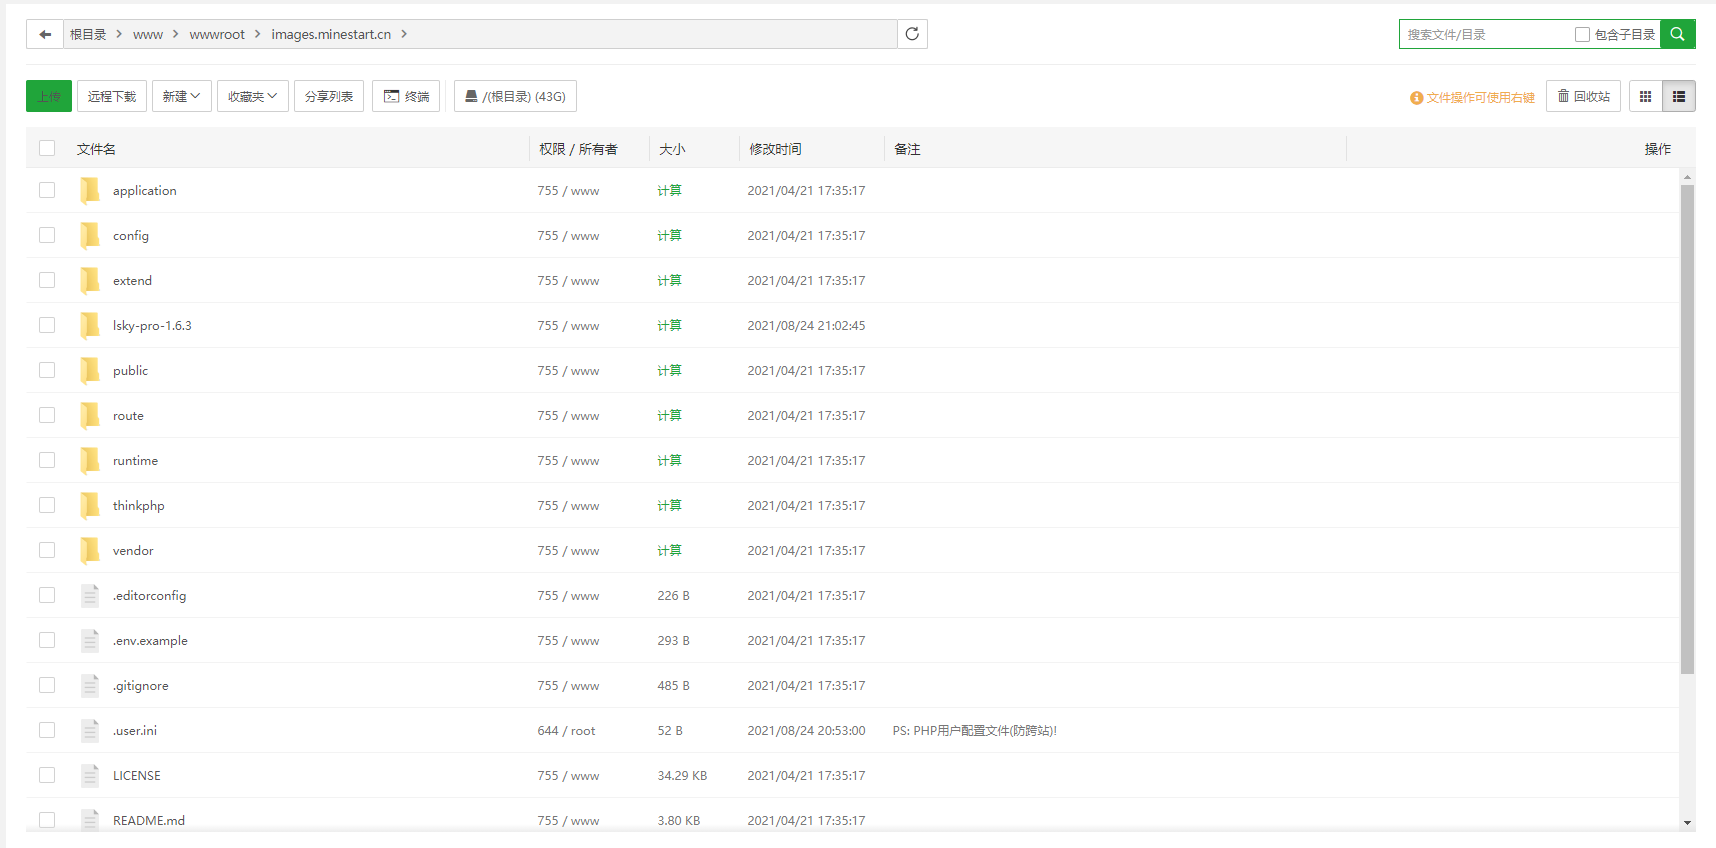 根目录 www wwwroot images.minestart.cn 搜索文件/目录 包含子目录
上传 远程下载 新建 收藏夹 分享列表 终端 /(根目录) (43G) 文件操作可使用右键 回收站
文件名 权限 / 所有者 大小 修改时间 备注 操作
application 755 / www 计算 2021/04/21 17:35:17
config 755 / www 计算 2021/04/21 17:35:17
extend 755 / www 计算 2021/04/21 17:35:17
lsky-pro-1.6.3 755 / www 计算 2021/08/24 21:02:45
public 755 / www 计算 2021/04/21 17:35:17
route 755 / www 计算 2021/04/21 17:35:17
runtime 755 / www 计算 2021/04/21 17:35:17
thinkphp 755 / www 计算 2021/04/21 17:35:17
vendor 755 / www 计算 2021/04/21 17:35:17
.editorconfig 755 / www 226 B 2021/04/21 17:35:17
.env.example 755 / www 293 B 2021/04/21 17:35:17
.gitignore 755 / www 485 B 2021/04/21 17:35:17
.user.ini 644 / root 52 B 2021/08/24 20:53:00 PS: PHP用户配置文件(防跨站)!
LICENSE 755 / www 34.29 KB 2021/04/21 17:35:17
README.md 755 / www 3.80 KB 2021/04/21 17:35:17